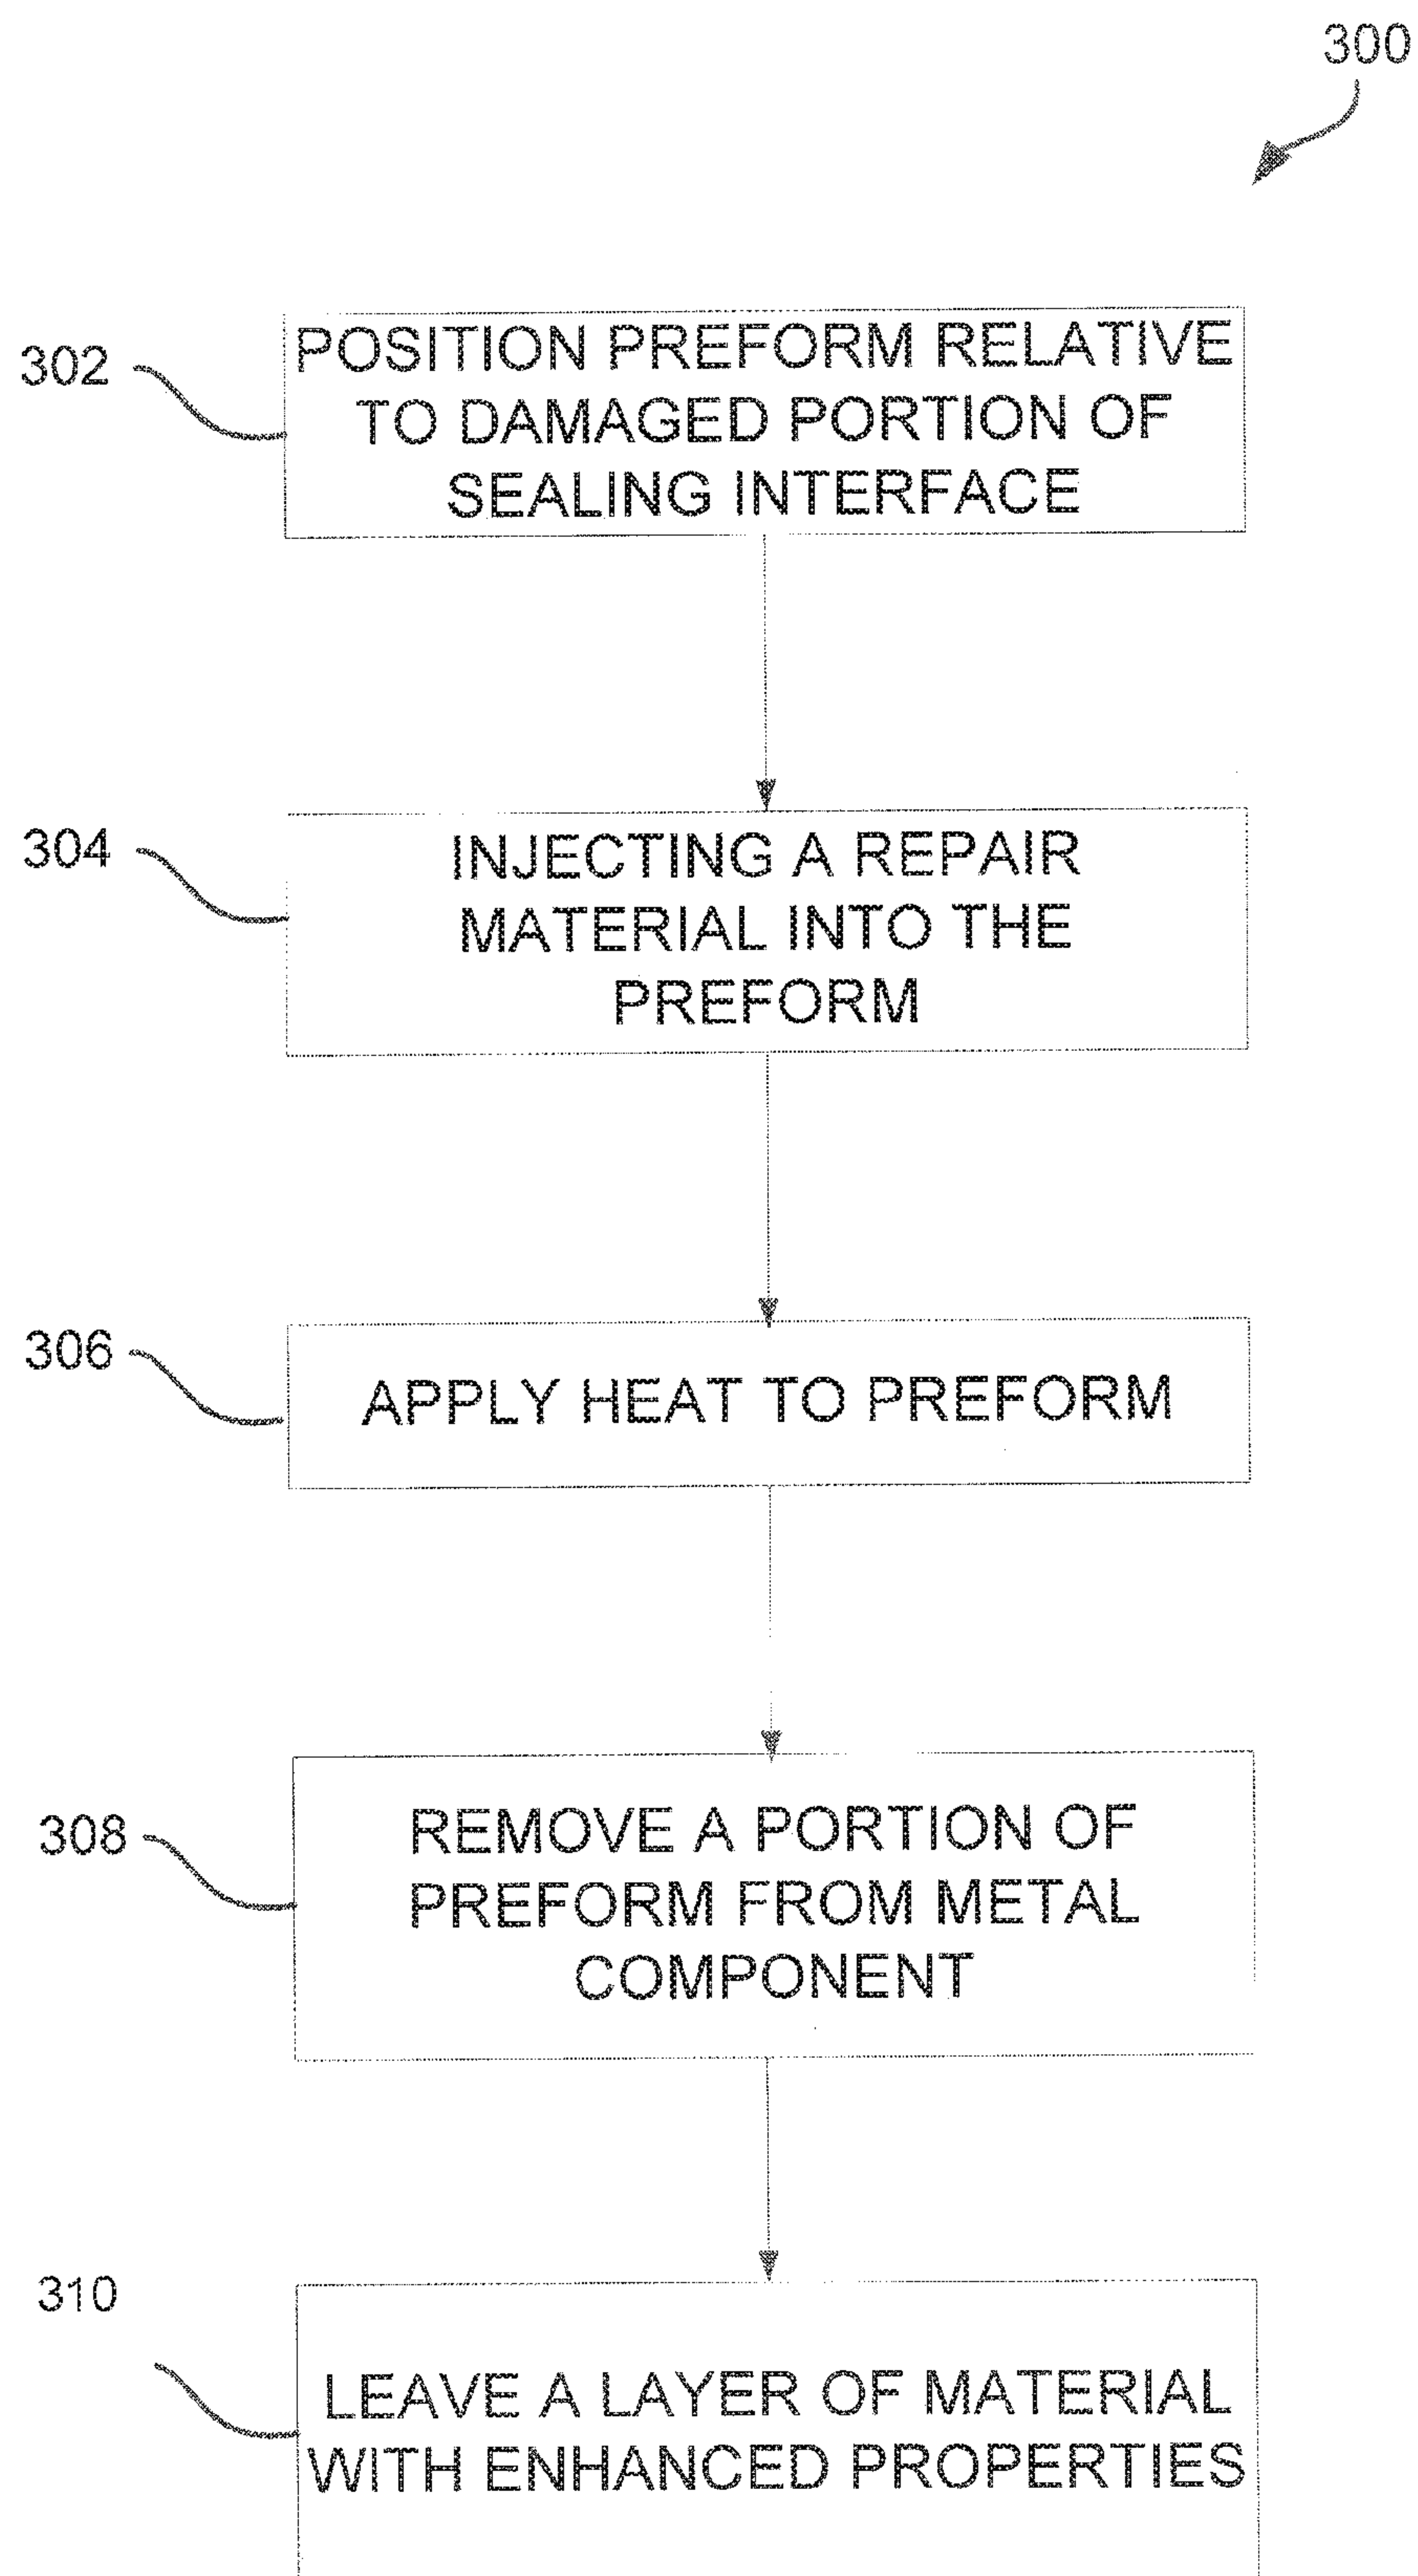 300
302
POSITION PREFORM RELATIVE
TO DAMAGED PORTION OF
SEALING INTERFACE
304
INJECTING A REPAIR
MATERIAL INTO THE
PREFORM
306
APPLY HEAT TO PREFORM
308
REMOVE A PORTION OF
PREFORM FROM METAL
COMPONENT
310
LEAVE A LAYER OF MATERIAL
WITH ENHANCED PROPERTIES